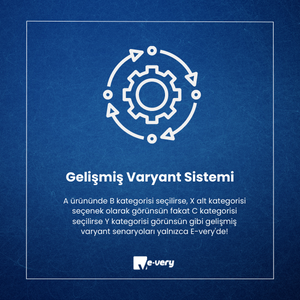 Gelişmiş Varyant Sistemi
A ürününde B kategorisi seçilirse, X alt kategorisi
seçenek olarak görünsün fakat C kategorisi
seçilirse Y kategorisi görünsün gibi gelişmiş
varyant senaryoları yalnızca E-very'de!
e-very